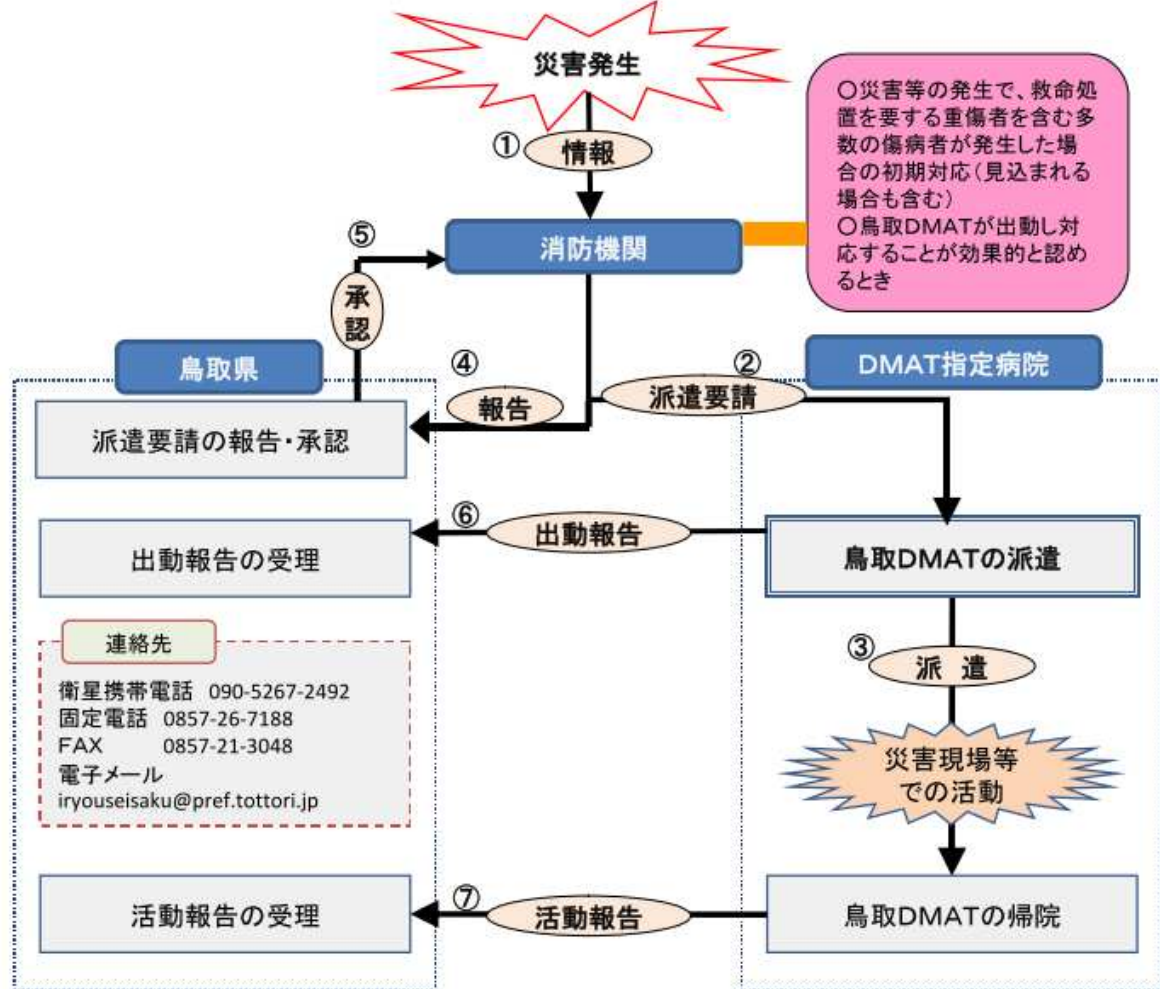 災害発生
① 情報
○災害等の発生で、救命処
置を要する重傷者を含む多
数の傷病者が発生した場
合の初期対応(見込まれる
場合も含む)
○鳥取DMATが出動し対
応することが効果的と認め
るとき
消防機関
⑤
承
認
鳥取県
④
報告
②
派遣要請
DMAT指定病院
派遣要請の報告・承認
⑥
出動報告
出動報告の受理
鳥取DMATの派遣
③
派 遣
連絡先
衛星携帯電話 090-5267-2492
固定電話 0857-26-7188
FAX 0857-21-3048
電子メール
iryouseisaku@pref.tottori.jp
災害現場等
での活動
⑦
活動報告
活動報告の受理
鳥取DMATの帰院